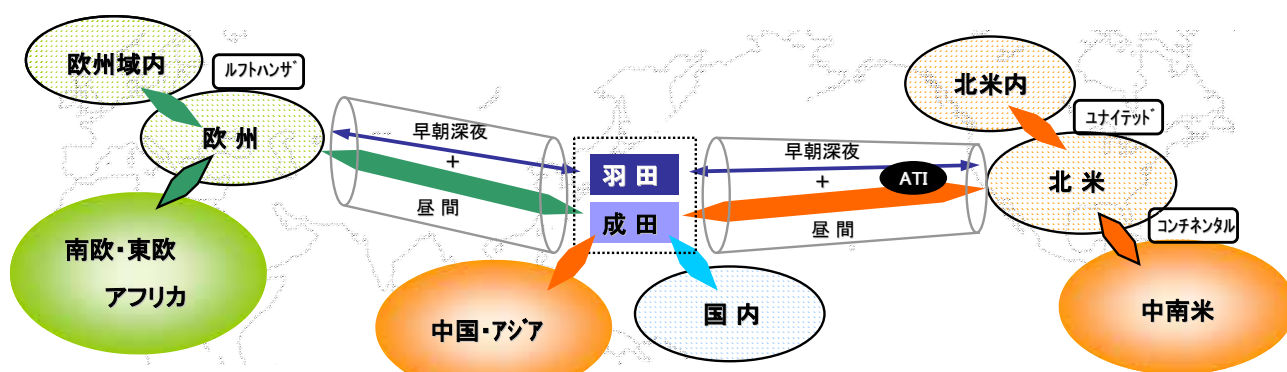 欧州域内
ルフトハンザ
欧 州
南欧・東欧
アフリカ
早朝深夜
+
昼 間
羽 田
成 田
中国・アジア
国 内
早朝深夜
+
ATI
昼 間
北米内
ユナイテッド
北 米
コンチネンタル
中南米